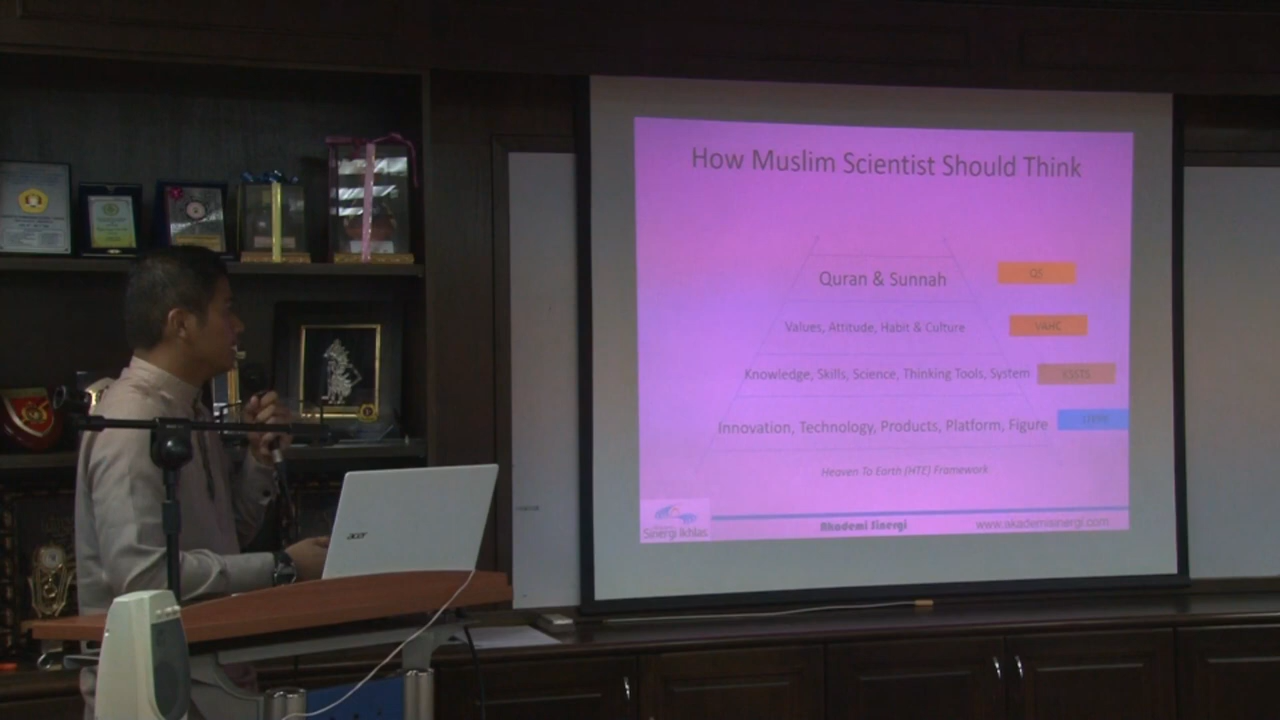 How Muslim Scientist Should Think
Quran & Sunnah
QS
Values, Attitude, Habit & Culture
VAHC
Knowledge, Skills, Science, Thinking Tools, System
KSSTS
Innovation, Technology, Products, Platform, Figure
Heaven To Earth (HTE) Framework
Sinergi Ikhlas
Akademi Sinergi
www.akademisinergi.com
acer